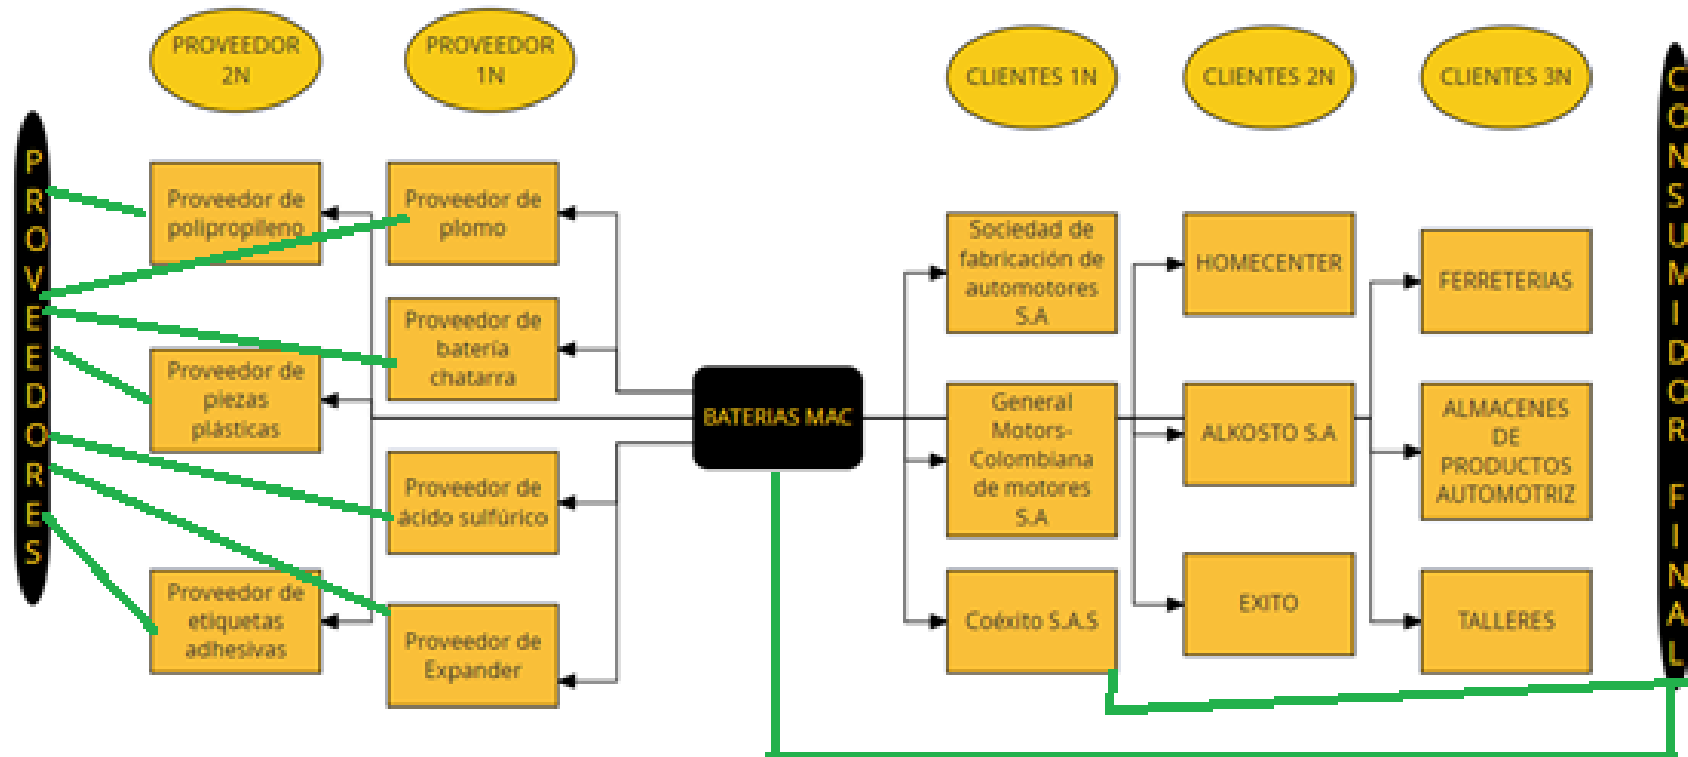 PROVEEDOR
2N
PROVEEDOR
1N
CLIENTES 1N
CLIENTES 2N
CLIENTES 3N
PROVEEDORES
Proveedor de
polipropileno
Proveedor de
piezas
plásticas
Proveedor de
etiquetas
adhesivas
Proveedor de
plomo
Proveedor de
batería
chatarra
Proveedor de
ácido sulfúrico
Proveedor de
Expander
BATERIAS MAC
Sociedad de
fabricación de
automotores
S.A
General
Motors-
Colombiana
de motores
S.A
Coéxito S.A.S
HOMECENTER
ALKOSTO S.A
EXITO
FERRETERIAS
ALMACENES
DE
PRODUCTOS
AUTOMOTRIZ
TALLERES
CONSUMIDOR FINAL